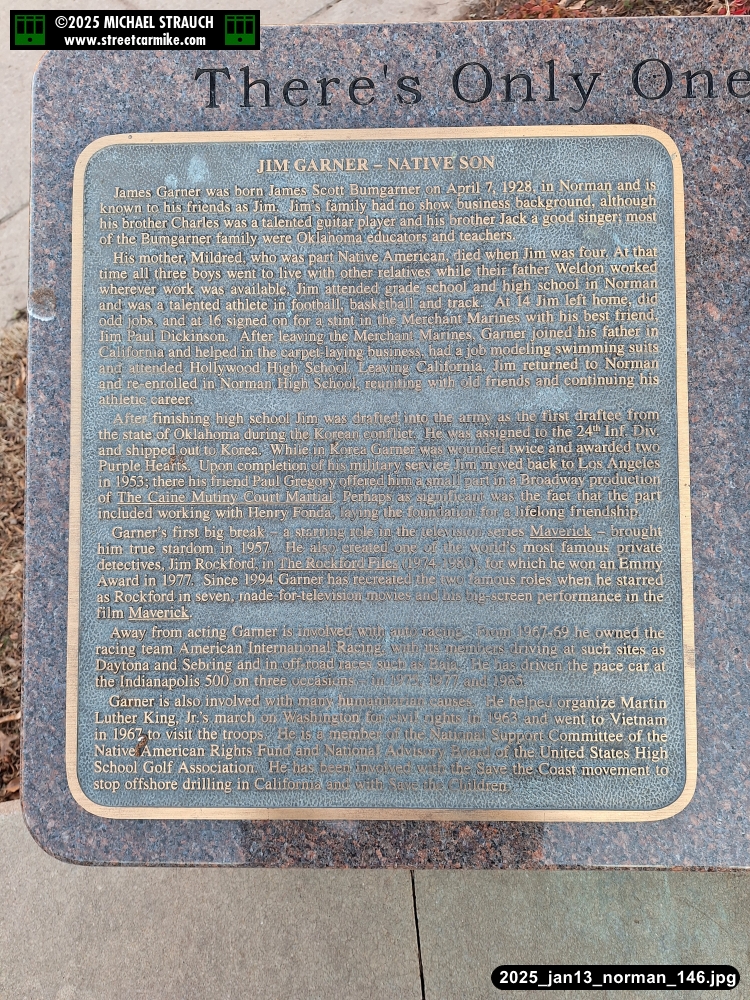 ©2025 MICHAEL STRAUCH
www.streetcarmike.com
There's Only One
JIM GARNER – NATIVE SON
James Garner was born James Scott Bumgarner on April 7, 1928, in Norman and is
known to his friends as Jim. Jim's family had no show business background, although
his brother Charles was a talented guitar player and his brother Jack a good singer; most
of the Bumgarner family were Oklahoma educators and teachers.
His mother, Mildred, who was part Native American, died when Jim was four. At that
time all three boys went to live with other relatives while their father Weldon worked
wherever work was available. Jim attended grade school and high school in Norman
and was a talented athlete in football, basketball and track. At 14 Jim left home, did
odd jobs, and at 16 signed on for a stint in the Merchant Marines with his best friend,
Jim Paul Dickinson. After leaving the Merchant Marines, Garner joined his father in
California and helped in the carpet-laying business, had a job modeling swimming suits
and attended Hollywood High School. Leaving California, Jim returned to Norman
and re-enrolled in Norman High School, reuniting with old friends and continuing his
athletic career.
After finishing high school Jim was drafted into the army as the first draftee from
the state of Oklahoma during the Korean conflict. He was assigned to the 24th Inf. Div.
and shipped out to Korea. While in Korea Garner was wounded twice and awarded two
Purple Hearts. Upon completion of his military service Jim moved back to Los Angeles
in 1953; there his friend Paul Gregory offered him a small part in a Broadway production
of The Caine Mutiny Court Martial. Perhaps as significant was the fact that the part
included working with Henry Fonda, laying the foundation for a lifelong friendship.
Garner's first big break – a starring role in the television series Maverick – brought
him true stardom in 1957. He also created one of the world's most famous private
detectives, Jim Rockford, in The Rockford Files (1974-1980), for which he won an Emmy
Award in 1977. Since 1994 Garner has recreated the two famous roles when he starred
as Rockford in seven, made-for-television movies and his big-screen performance in the
film Maverick.
Away from acting Garner is involved with auto racing. From 1967-69 he owned the
racing team American International Racing, with its members driving at such sites as
Daytona and Sebring and in off-road races such as Baja. He has driven the pace car at
the Indianapolis 500 on three occasions – in 1975, 1977 and 1985.
Garner is also involved with many humanitarian causes. He helped organize Martin
Luther King, Jr.'s march on Washington for civil rights in 1963 and went to Vietnam
in 1967 to visit the troops. He is a member of the National Support Committee of the
Native American Rights Fund and National Advisory Board of the United States High
School Golf Association. He has been involved with the Save the Coast movement to
stop offshore drilling in California and with Save the Children.
2025_jan13_norman_146.jpg